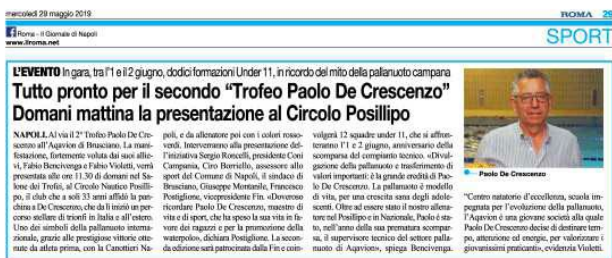 mercoledì 29 maggio 2019
ROMA 29
Roma - Il Giornale di Napoli
www.ilroma.net
SPORT
L'EVENTO In gara, tra l'1 e il 2 giugno, dodici formazioni Under 11, in ricordo del mito della pallanuoto campana
Tutto pronto per il secondo “Trofeo Paolo De Crescenzo”
Domani mattina la presentazione al Circolo Posillipo
NAPOLI. Al via il 2° Trofeo Paolo De Cre-
scenzo all'Aqavion di Brusciano. La mani-
festazione, fortemente voluta dai suoi allie-
vi, Fabio Bencivenga e Fabio Violetti, verrà
presentata alle ore 11.30 di domani nel Sa-
lone dei Trofei, al Circolo Nautico Posilli-
po, il club che a soli 33 anni affidò la pan-
china a De Crescenzo, che da lì iniziò un per-
corso stellare di trionfi in Italia e all'estero.
Uno dei simboli della pallanuoto interna-
zionale, grazie alle prestigiose vittorie otte-
nute da atleta prima, con la Canottieri Na-
poli, e da allenatore poi con i colori rosso-
verdi. Interverranno alla presentazione del-
l'iniziativa Sergio Roncelli, presidente Coni
Campania, Ciro Borriello, assessore allo
sport del Comune di Napoli, il sindaco di
Brusciano, Giuseppe Montanile, Francesco
Postiglione, vicepresidente Fin. «Doveroso
ricordare Paolo De Crescenzo, maestro di
vita e di sport, che ha speso la sua vita in fa-
vore dei ragazzi e per la promozione della
waterpolo», dichiara Postiglione. La secon-
da edizione sarà patrocinata dalla Fin e coin-
volgerà 12 squadre under 11, che si affron-
teranno l'1 e 2 giugno, anniversario della
scomparsa del compianto tecnico. «Divul-
gazione della pallanuoto e trasferimento di
valori importanti: è la grande eredità di Pao-
lo De Crescenzo. La pallanuoto è modello
di vita, per una crescita sana degli adole-
scenti. Oltre ad essere stato il nostro allena-
tore nel Posillipo e in Nazionale, Paolo è sta-
to, nell'anno della sua prematura scompar-
sa, il supervisore tecnico del settore palla-
nuoto di Aqavion», spiega Bencivenga.
Paolo De Crescenzo
“Centro natatorio d'eccellenza, scuola im-
pegnata per l'evoluzione della pallanuoto,
l'Aqavion è una giovane società alla quale
Paolo De Crescenzo decise di destinare tem-
po, attenzione ed energie, per valorizzare i
giovanissimi praticanti», evidenzia Violetti.